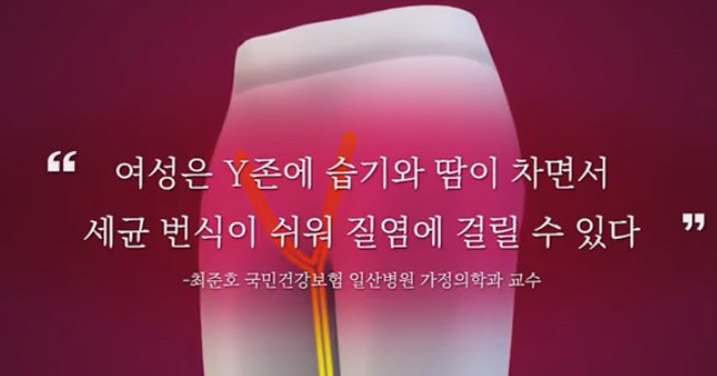 “ 여성은 Y존에 습기와 땀이 차면서
세균 번식이 쉬워 질염에 걸릴 수 있다 ”
-최준호 국민건강보험 일산병원 가정의학과 교수